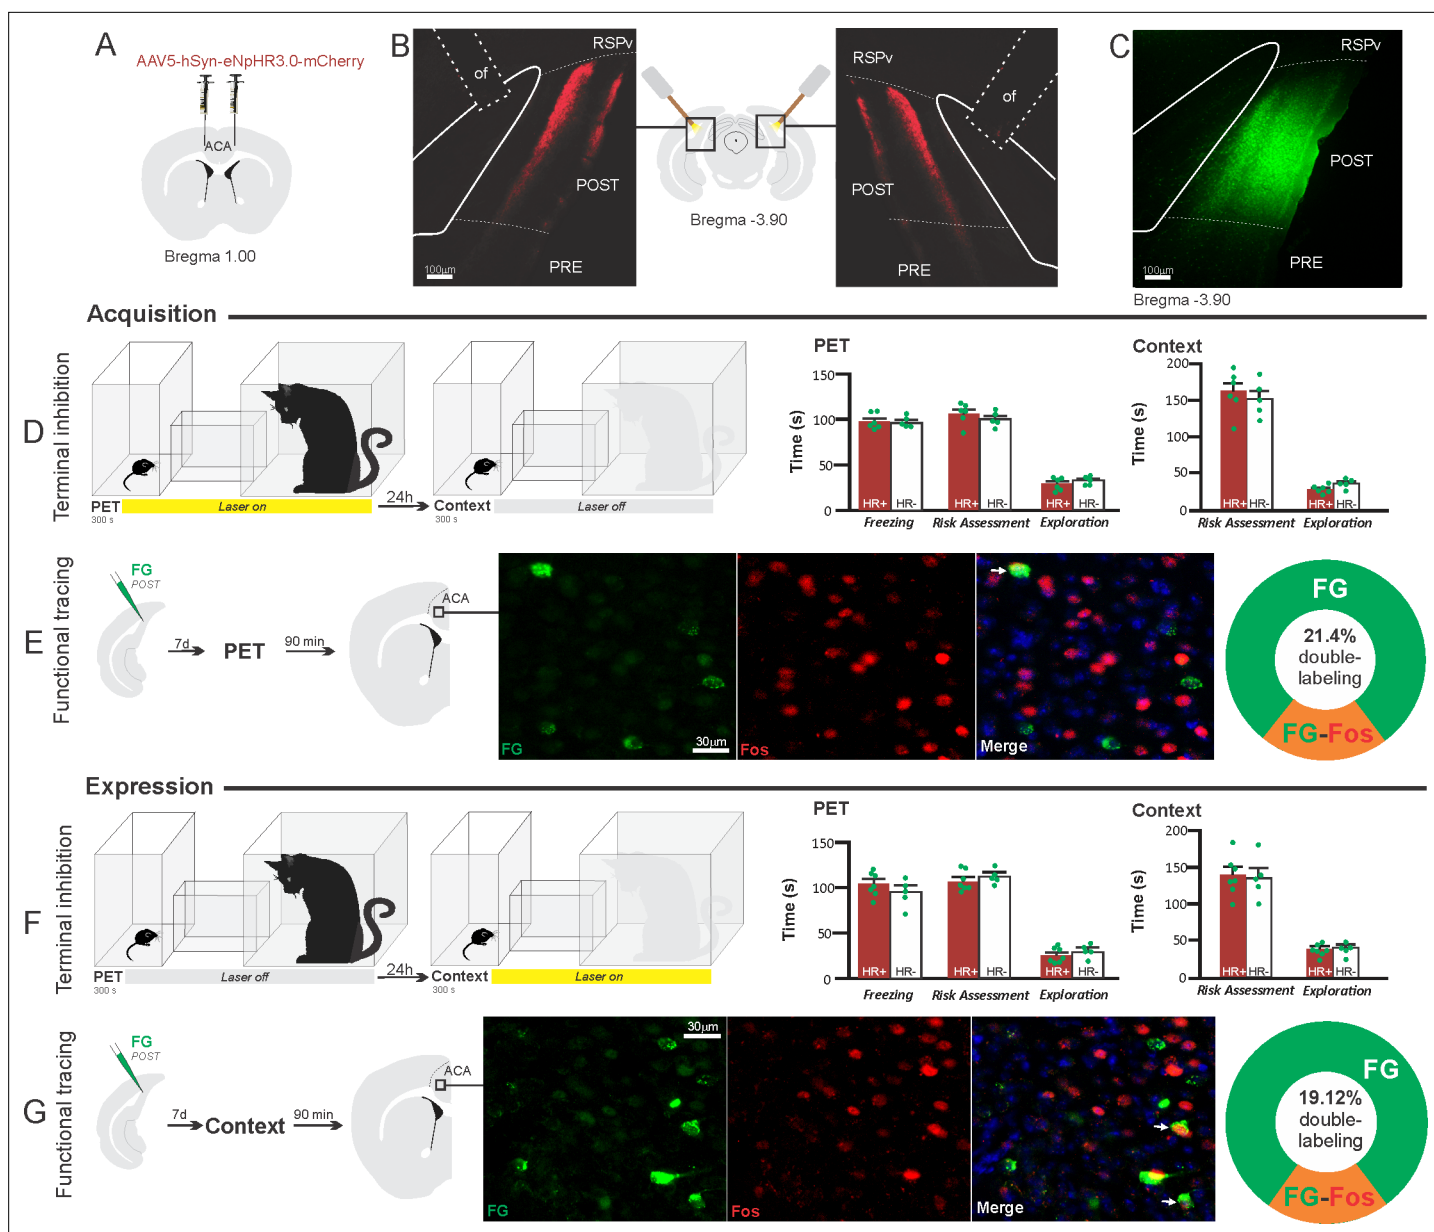 A
AAV5-hSyn-eNpHR3.0-mCherry
ACA
Bregma 1.00
B
of
RSPv
POST
PRE
100µm
Bregma -3.90
RSPv
of
POST
PRE
100µm
C
RSPv
POST
PRE
100µm
Bregma -3.90
Acquisition
D
Terminal inhibition
PET
300 s
Laser on
24h
Context
300 s
Laser off
PET
Time (s)
150
100
50
0
HR+
HR-
HR+
HR-
HR+
HR-
Freezing
Risk Assessment
Exploration
Context
Time (s)
200
150
100
50
0
HR+
HR-
HR+
HR-
Risk Assessment
Exploration
E
Functional tracing
FG
POST
7d
PET
90 min
ACA
FG
30µm
Fos
Merge
FG
21.4%
double-
labeling
FG-Fos
Expression
F
Terminal inhibition
PET
300 s
Laser off
24h
Context
300 s
Laser on
PET
Time (s)
150
100
50
0
HR+
HR-
HR+
HR-
HR+
HR-
Freezing
Risk Assessment
Exploration
Context
Time (s)
200
150
100
50
0
HR+
HR-
HR+
HR-
Risk Assessment
Exploration
G
Functional tracing
FG
POST
7d
Context
90 min
ACA
30µm
FG
Fos
Merge
FG
19.12%
double-
labeling
FG-Fos